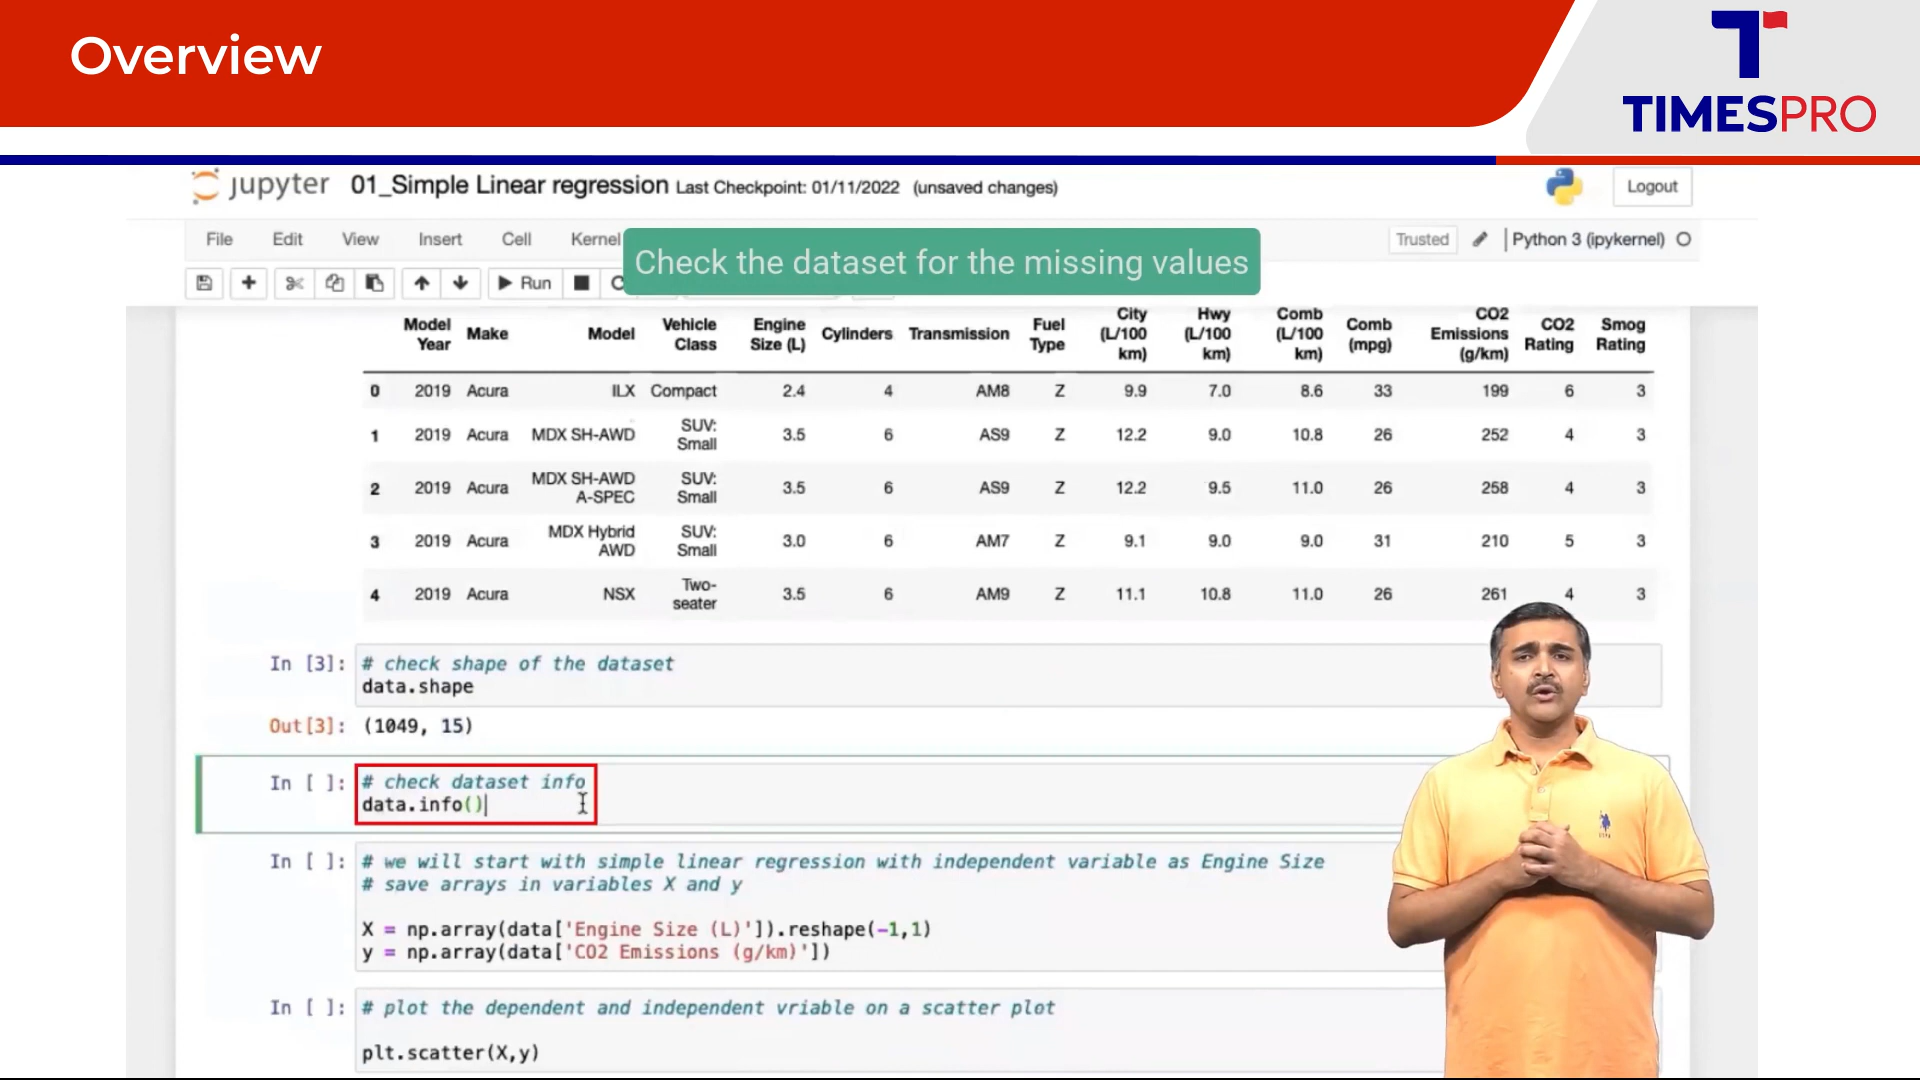 Overview
TIMESPRO
jupyter 01_Simple Linear regression Last Checkpoint: 01/11/2022 (unsaved changes)
Logout
File Edit View Insert Cell Kernel
Check the dataset for the missing values
Trusted Python 3 (ipykernel)
Run
Model Year Make Model Vehicle Class Engine Size (L) Cylinders Transmission Fuel Type City (L/100 km) Hwy (L/100 km) Comb (L/100 km) Comb (mpg) CO2 Emissions (g/km) CO2 Rating Smog Rating
0 2019 Acura ILX Compact 2.4 4 AM8 Z 9.9 7.0 8.6 33 199 6 3
1 2019 Acura MDX SH-AWD SUV: Small 3.5 6 AS9 Z 12.2 9.0 10.8 26 252 4 3
2 2019 Acura MDX SH-AWD A-SPEC SUV: Small 3.5 6 AS9 Z 12.2 9.5 11.0 26 258 4 3
3 2019 Acura MDX Hybrid AWD SUV: Small 3.0 6 AM7 Z 9.1 9.0 9.0 31 210 5 3
4 2019 Acura NSX Two-seater 3.5 6 AM9 Z 11.1 10.8 11.0 26 261 4 3
In [3]: # check shape of the dataset
data.shape
Out[3]: (1049, 15)
In [ ]: # check dataset info
data.info()
In [ ]: # we will start with simple linear regression with independent variable as Engine Size
# save arrays in variables X and y
X = np.array(data['Engine Size (L)']).reshape(-1,1)
y = np.array(data['CO2 Emissions (g/km)'])
In [ ]: # plot the dependent and independent vriable on a scatter plot
plt.scatter(X,y)